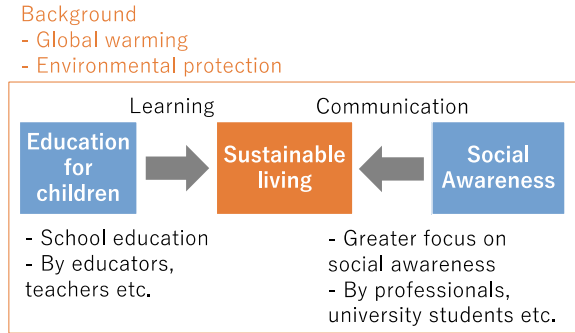 Background
- Global warming
- Environmental protection
Learning
Communication
Education
for
children
Sustainable
living
Social
Awareness
- School education
- By educators,
teachers etc.
- Greater focus on
social awareness
- By professionals,
university students etc.